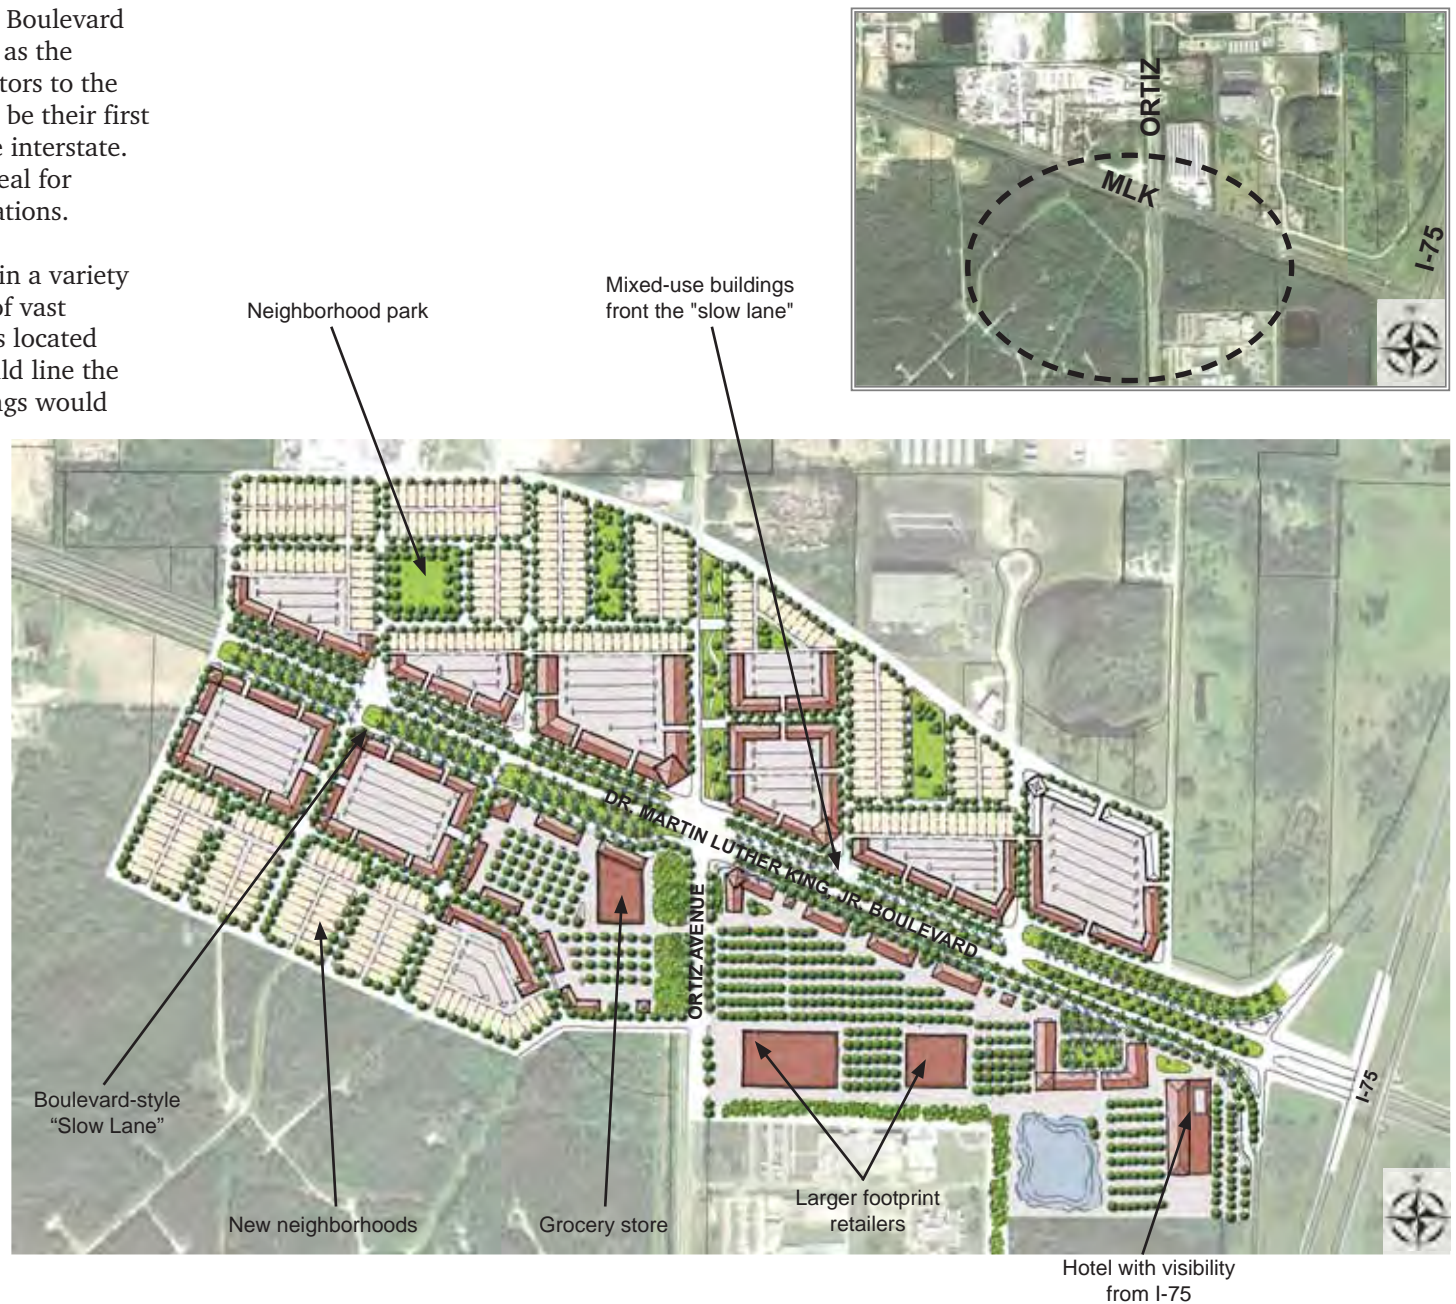 Boulevard
as the
tors to the
be their first
e interstate.
eal for
ations.
in a variety
of vast
s located
ld line the
ngs would
ORTIZ
MLK
I-75
Neighborhood park
Mixed-use buildings
front the "slow lane"
DR. MARTIN LUTHER KING, JR. BOULEVARD
ORTIZ AVENUE
I-75
Boulevard-style
“Slow Lane”
New neighborhoods
Grocery store
Larger footprint
retailers
Hotel with visibility
from I-75